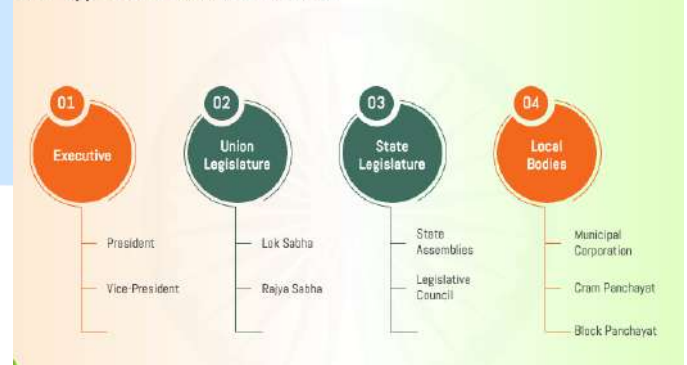 01
Executive
President
Vice-President
02
Union
Legislature
Lok Sabha
Rajya Sabha
03
State
Legislature
State
Assemblies
Legislative
Council
04
Local
Bodies
Municipal
Corporation
Gram Panchayat
Block Panchayat